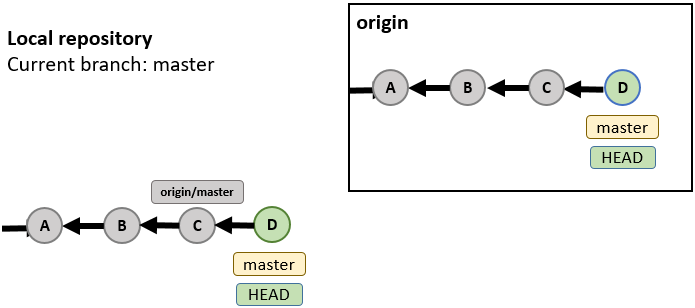 Local repository
Current branch: master
origin
A
B
C
D
master
HEAD
origin/master
A
B
C
D
master
HEAD